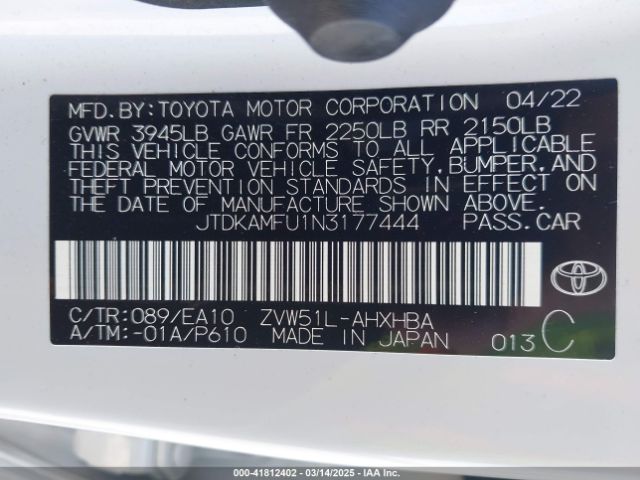 MFD.BY:TOYOTA MOTOR CORPORATION 04/22
GVWR 3945LB GAWR FR 2250LB RR 2150LB
THIS VEHICLE CONFORMS TO ALL APPLICABLE
FEDERAL MOTOR VEHICLE SAFETY,BUMPER,AND
THEFT PREVENTION STANDARDS IN EFFECT ON
THE DATE OF MANUFACTURE SHOWN ABOVE.
JTDKAMFU1N3177444 PASS.CAR
C/TR:089/EA10 ZVW51L-AHXHBA
A/TM:-01A/P610 MADE IN JAPAN 013 C
000-41812402 - 03/14/2025 - IAA Inc.